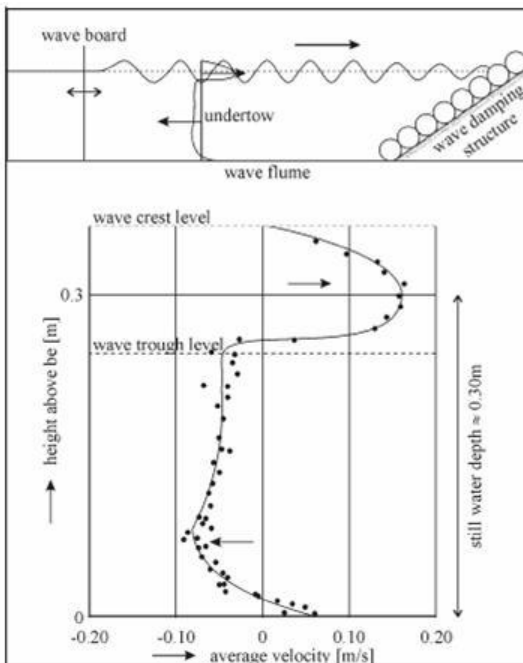 wave board
undertow
wave damping
structure
wave flume
wave crest level
0.3
wave trough level
height above be [m]
still water depth ≈ 0.30m
0
-0.20
-0.10
0
0.10
0.20
average velocity [m/s]